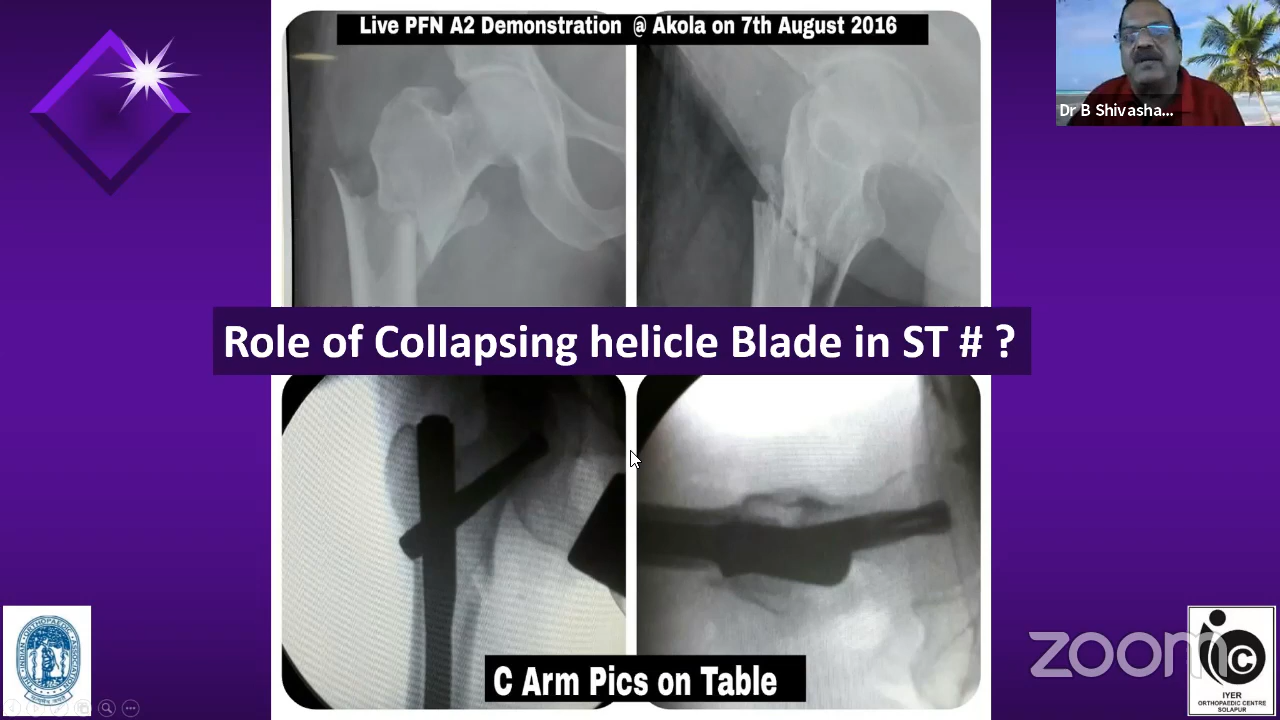 Live PFN A2 Demonstration @ Akola on 7th August 2016
Dr B Shivasha...
Role of Collapsing helicle Blade in ST # ?
C Arm Pics on Table
zoom
IYER
ORTHOPAEDIC CENTRE
SOLAPUR